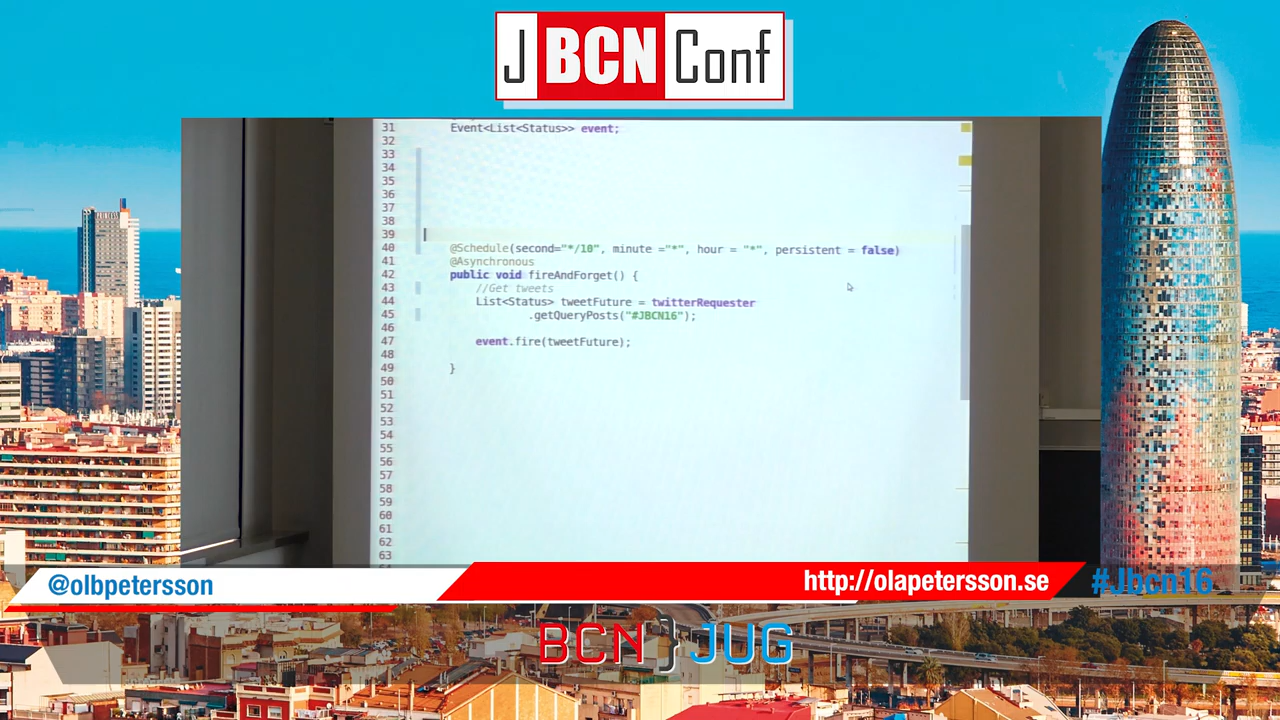 J BCN Conf
31 Event<List<Status>> event;
32
33
34
35
36
37
38
39
40 @Schedule(second="*/10", minute ="*", hour = "*", persistent = false)
41 @Asynchronous
42 public void fireAndForget() {
43 //Get tweets
44 List<Status> tweetFuture = twitterRequester
45 .getQueryPosts("#JBCN16");
46
47 event.fire(tweetFuture);
48
49 }
50
51
52
53
54
55
56
57
58
59
60
61
62
63
@olbpetersson
http://olapetersson.se
#Jbcn16
BCN JUG